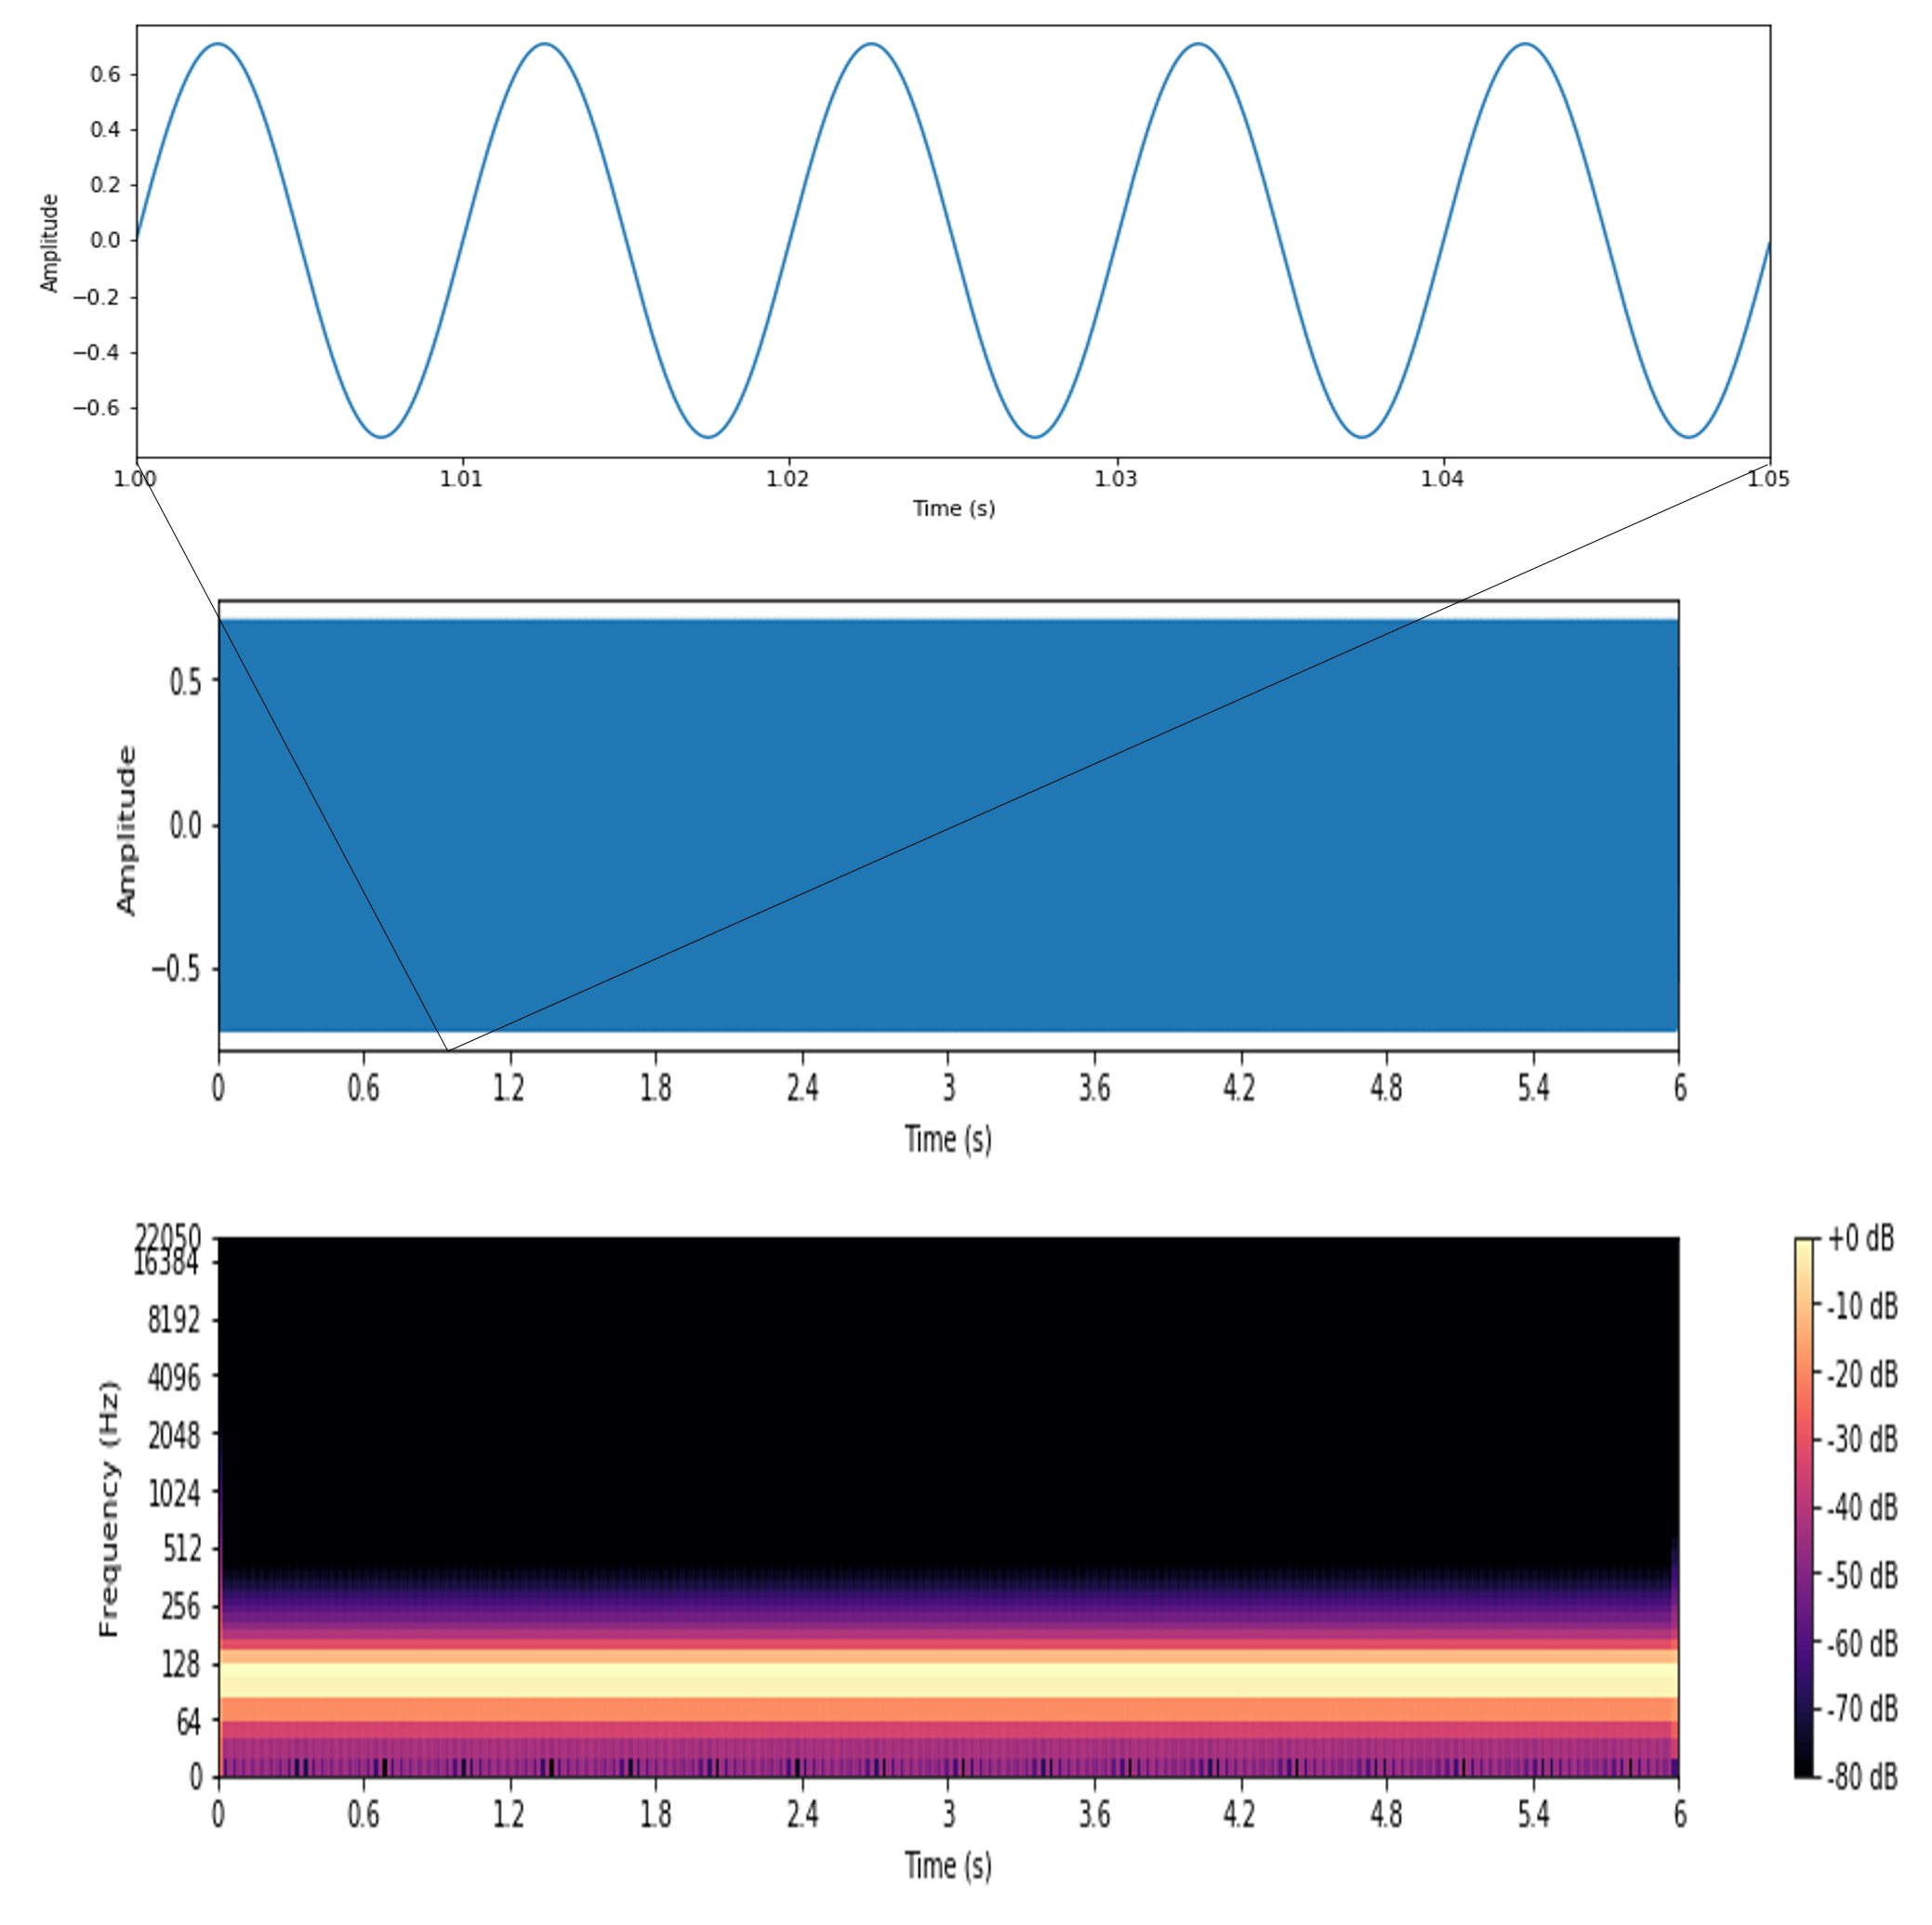 0.6
0.4
0.2
0.0
−0.2
−0.4
−0.6
Amplitude
1.00 1.01 1.02 1.03 1.04 1.05
Time (s)
0.5
0.0
−0.5
Amplitude
0 0.6 1.2 1.8 2.4 3 3.6 4.2 4.8 5.4 6
Time (s)
22050
16384
8192
4096
2048
1024
512
256
128
64
0
Frequency (Hz)
0 0.6 1.2 1.8 2.4 3 3.6 4.2 4.8 5.4 6
Time (s)
+0 dB
-10 dB
-20 dB
-30 dB
-40 dB
-50 dB
-60 dB
-70 dB
-80 dB